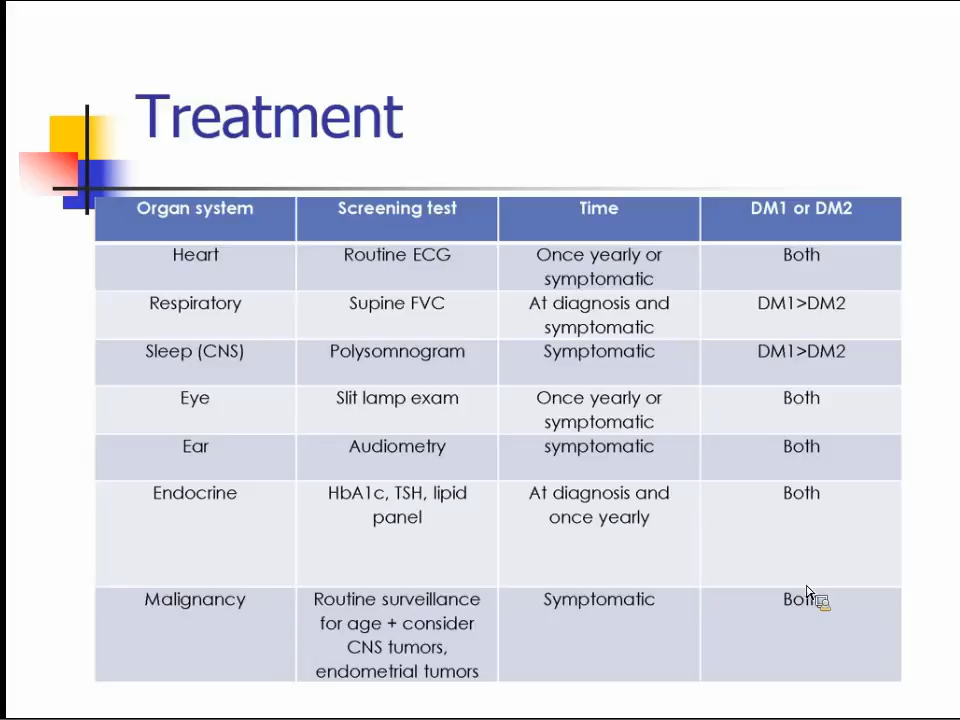 Treatment
Organ system Screening test Time DM1 or DM2
Heart Routine ECG Once yearly or Both
symptomatic
Respiratory Supine FVC At diagnosis and DM1>DM2
symptomatic
Sleep (CNS) Polysomnogram Symptomatic DM1>DM2
Eye Slit lamp exam Once yearly or Both
symptomatic
Ear Audiometry symptomatic Both
Endocrine HbA1c, TSH, lipid At diagnosis and Both
panel once yearly
Malignancy Routine surveillance Symptomatic Both
for age + consider
CNS tumors,
endometrial tumors